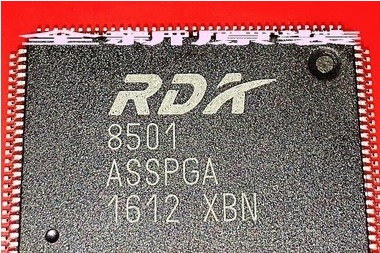 RDA
8501
ASSPGA
1612 XBN